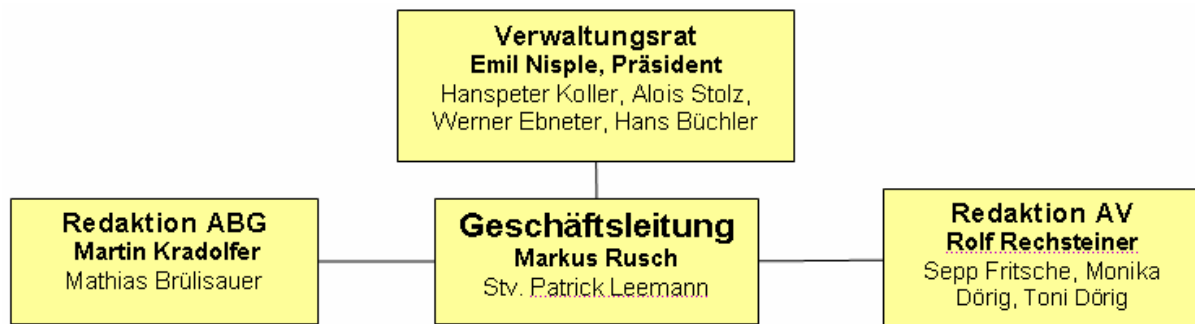 Verwaltungsrat
Emil Nisple, Präsident
Hanspeter Koller, Alois Stolz,
Werner Ebneter, Hans Büchler
Redaktion ABG
Martin Kradolfer
Mathias Brülisauer
Geschäftsleitung
Markus Rusch
Stv. Patrick Leemann
Redaktion AV
Rolf Rechsteiner
Sepp Fritsche, Monika
Dörig, Toni Dörig